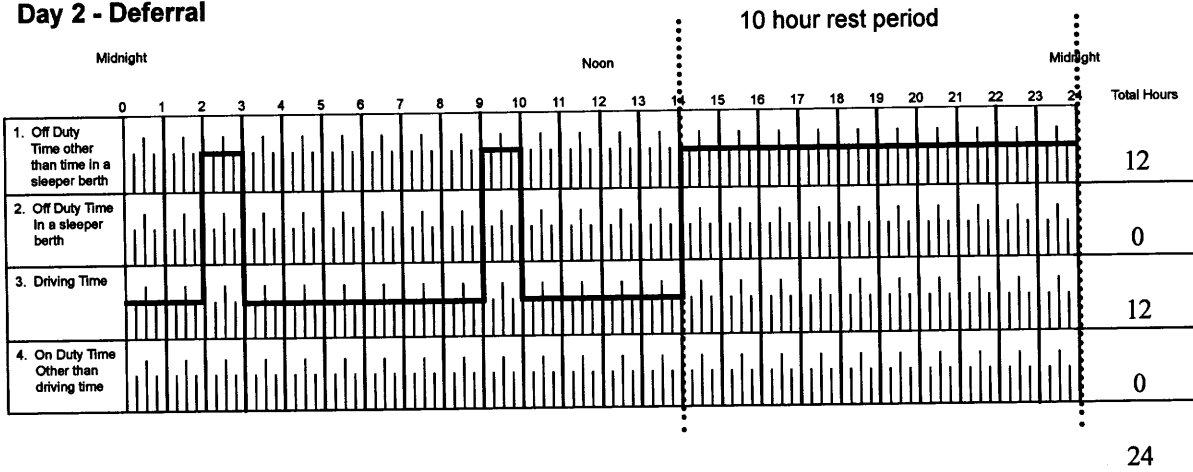 Day 2 - Deferral
10 hour rest period
Midnight
Noon
Midnight
0 1 2 3 4 5 6 7 8 9 10 11 12 13 14 15 16 17 18 19 20 21 22 23 24
Total Hours
1. Off Duty
Time other
than time in a
sleeper berth
12
2. Off Duty Time
in a sleeper
berth
0
3. Driving Time
12
4. On Duty Time
Other than
driving time
0
24